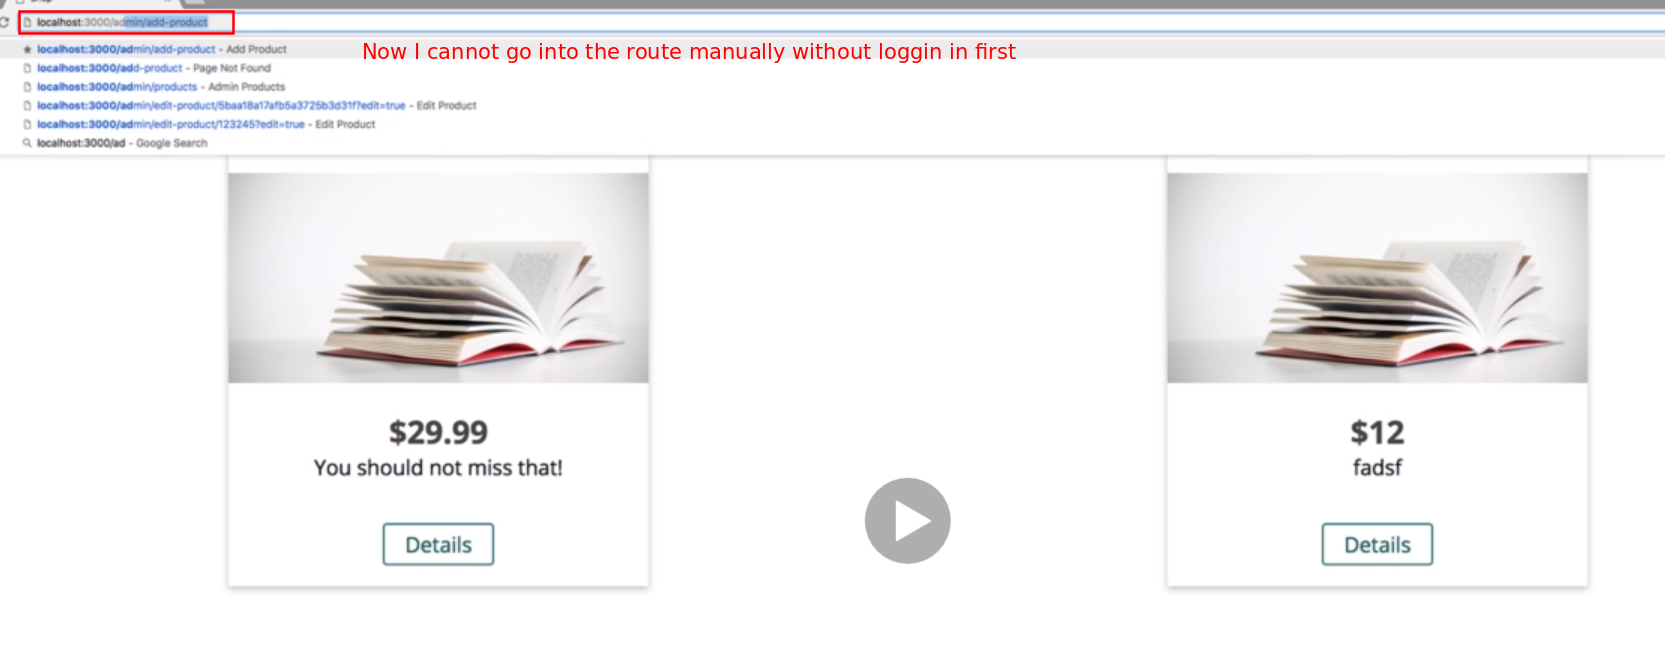 localhost:3000/admin/add-product
localhost:3000/admin/add-product - Add Product
Now I cannot go into the route manually without loggin in first
localhost:3000/add-product - Page Not Found
localhost:3000/admin/products - Admin Products
localhost:3000/admin/edit-product/5baa18a17afb5a3725b3d31f?edit=true - Edit Product
localhost:3000/admin/edit-product/123245?edit=true - Edit Product
localhost:3000/ad - Google Search
$29.99
You should not miss that!
Details
$12
fadsf
Details